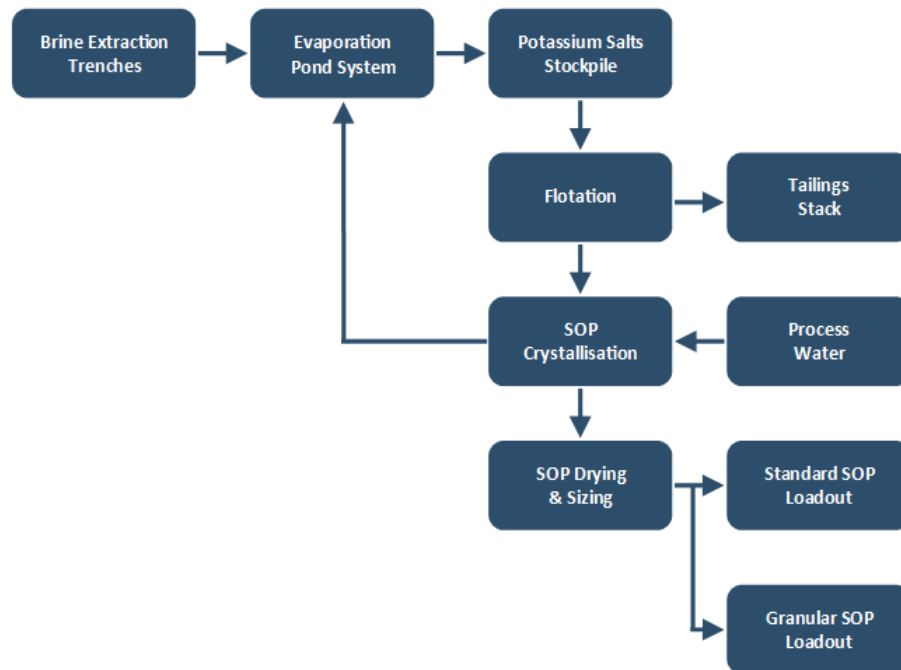 Brine Extraction
Trenches
Evaporation
Pond System
Potassium Salts
Stockpile
Flotation
Tailings
Stack
SOP
Crystallisation
Process
Water
SOP Drying
& Sizing
Standard SOP
Loadout
Granular SOP
Loadout